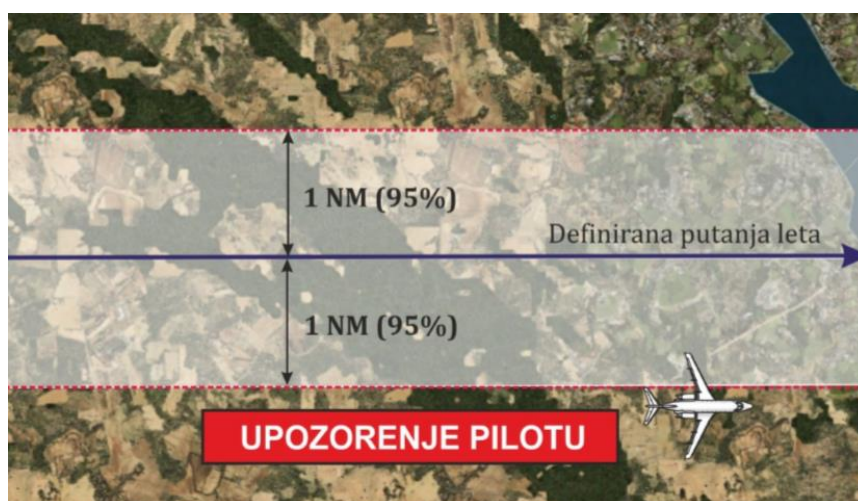 1 NM (95%)
Definirana putanja leta
1 NM (95%)
UPOZORENJE PILOTU